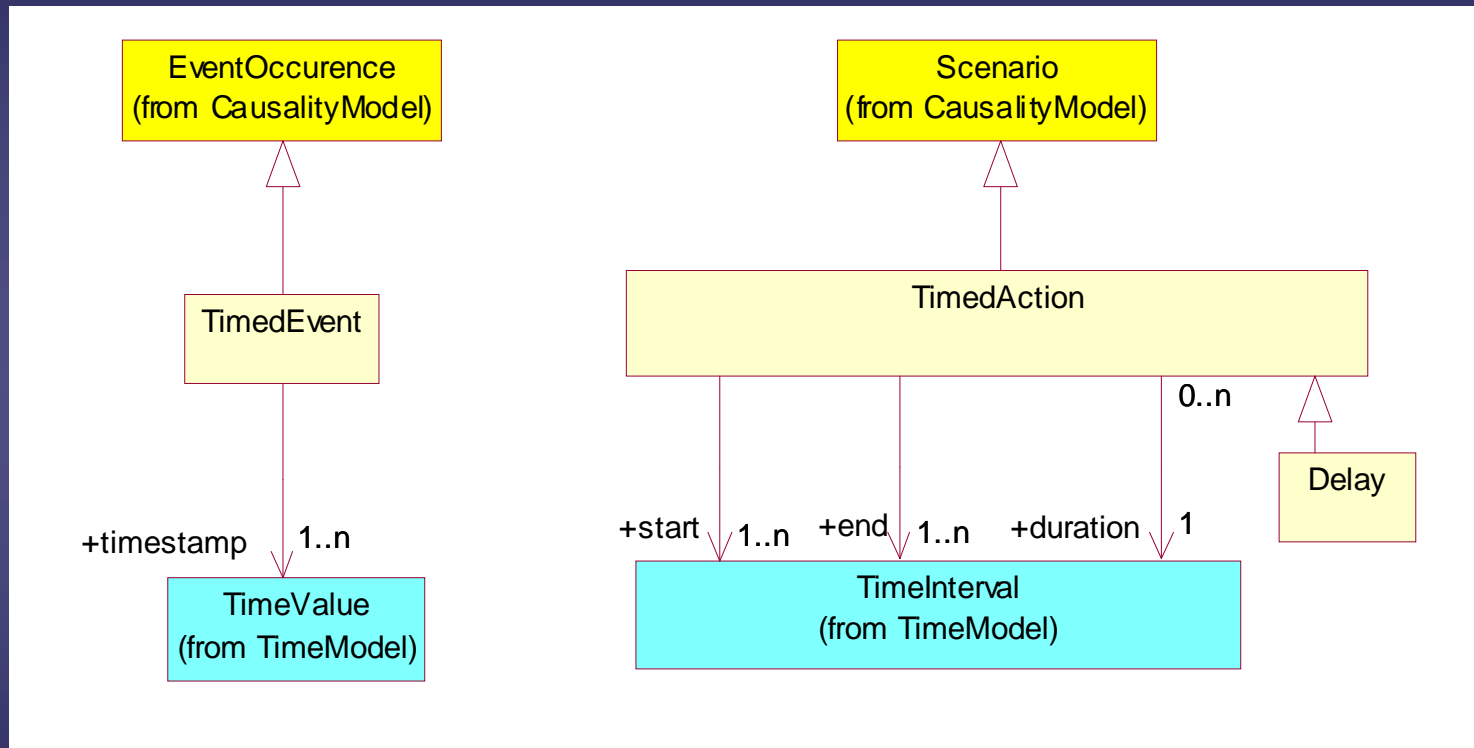 EventOccurence
(from CausalityModel)
Scenario
(from CausalityModel)
TimedEvent
TimedAction
0..n
Delay
+timestamp
1..n
+start
1..n
+end
1..n
+duration
1
TimeValue
(from TimeModel)
TimeInterval
(from TimeModel)